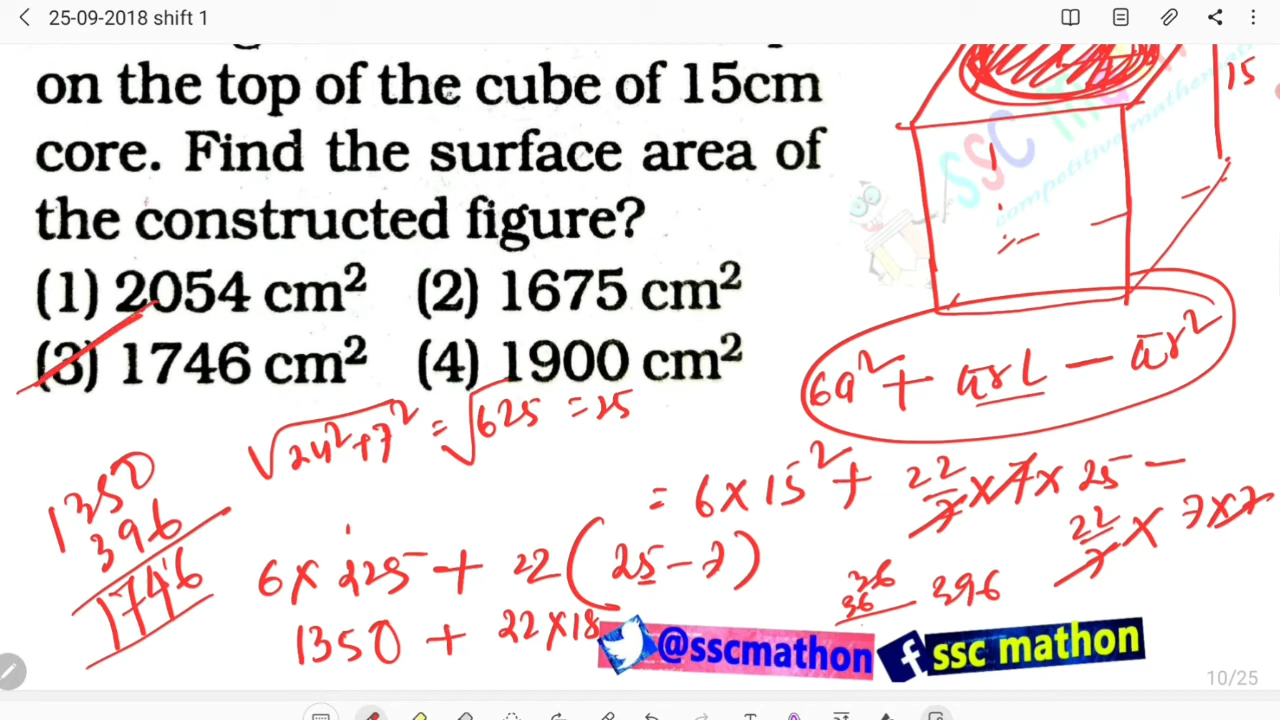 25-09-2018 shift 1
on the top of the cube of 15cm
15
core. Find the surface area of
the constructed figure?
(1) 2054 cm² (2) 1675 cm²
(3) 1746 cm² (4) 1900 cm²
6a² + πrl − πr²
√24²+7² = √625 = 25
= 6×15² + 22/7 × 7 × 25 −
22/7 × 7×7
1350
396
1746
6 × 225 + 22 (25−7)
36
36
396
1350 + 22×18
@sscmathon
ssc mathon
10/25